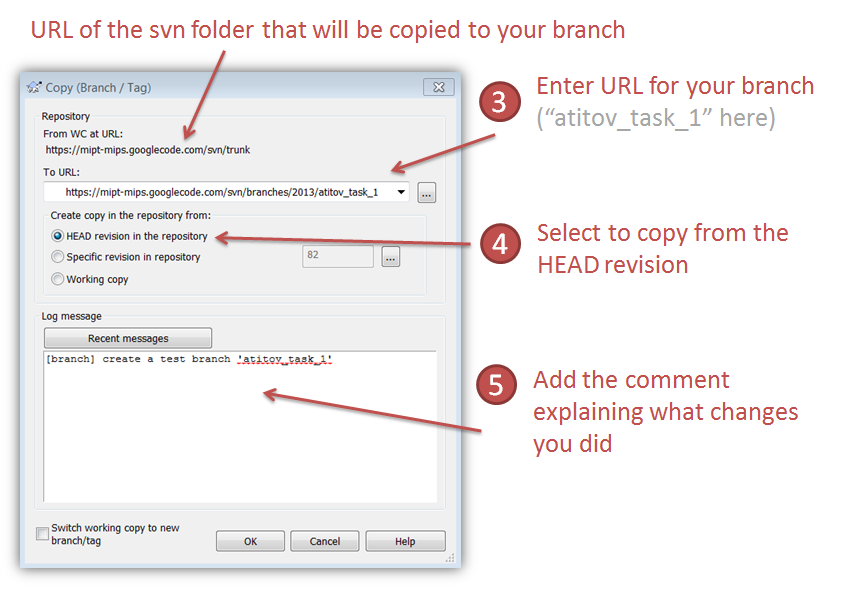 URL of the svn folder that will be copied to your branch
Copy (Branch / Tag)
Repository
From WC at URL:
https://mipt-mips.googlecode.com/svn/trunk
To URL:
https://mipt-mips.googlecode.com/svn/branches/2013/atitov_task_1
...
Create copy in the repository from:
HEAD revision in the repository
Specific revision in repository
82
...
Working copy
Log message
Recent messages
[branch] create a test branch 'atitov_task_1'
Switch working copy to new
branch/tag
OK
Cancel
Help
3
Enter URL for your branch
(“atitov_task_1” here)
4
Select to copy from the
HEAD revision
5
Add the comment
explaining what changes
you did